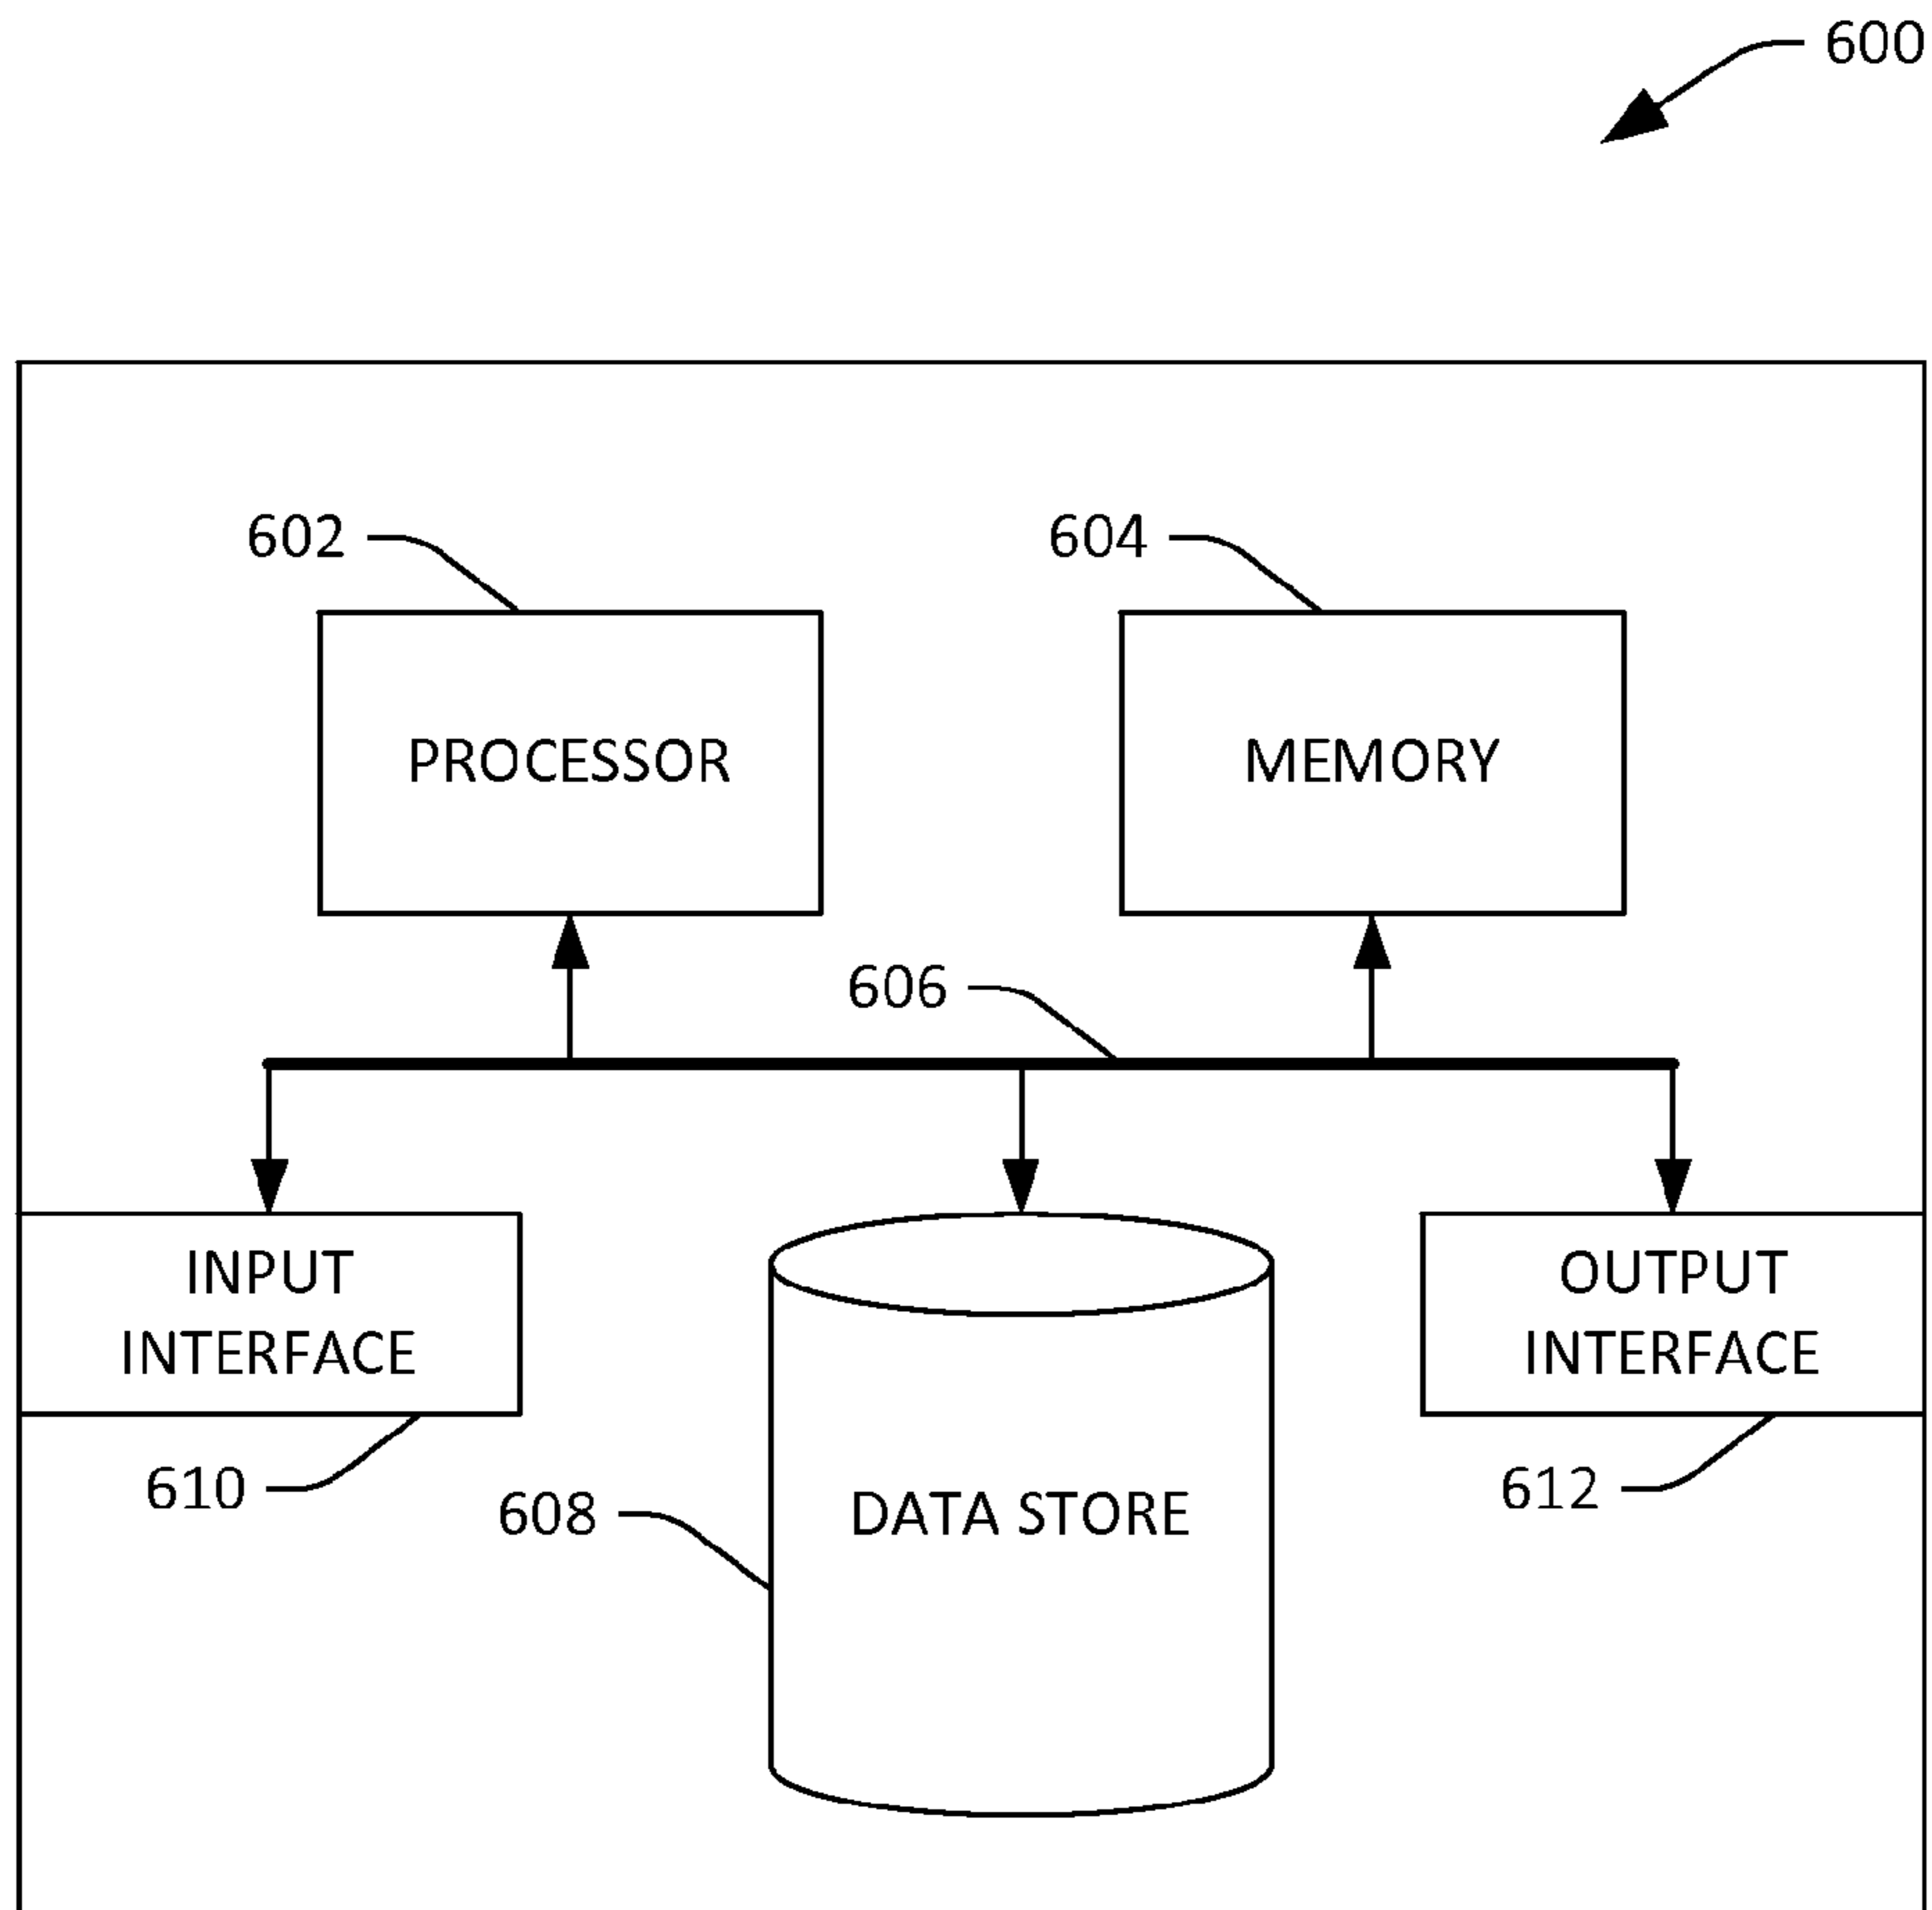 600
602
604
PROCESSOR
MEMORY
606
INPUT
INTERFACE
OUTPUT
INTERFACE
610
608
DATA STORE
612